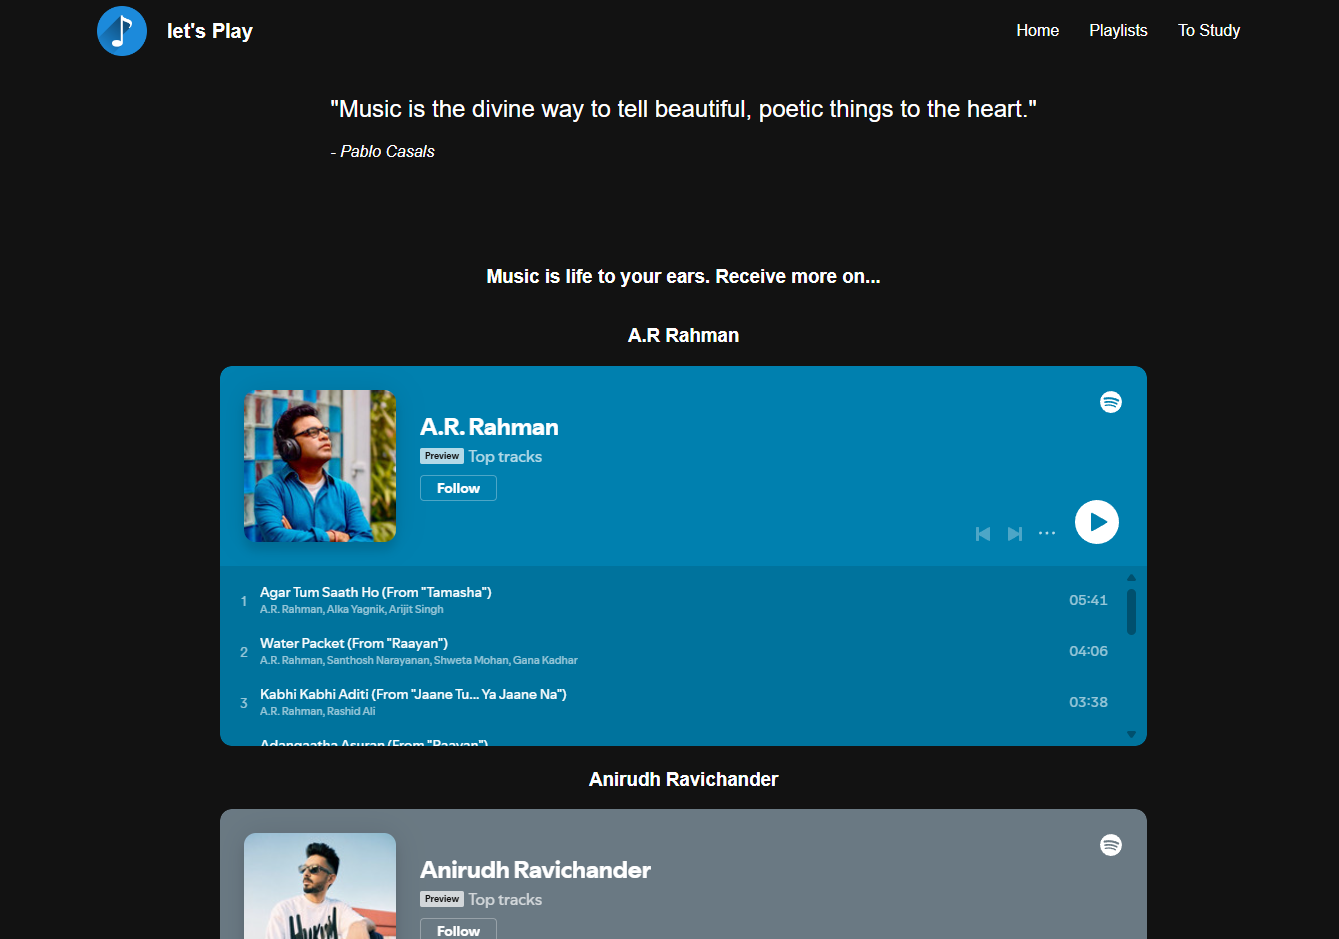 let's Play
Home
Playlists
To Study
"Music is the divine way to tell beautiful, poetic things to the heart."
- Pablo Casals
Music is life to your ears. Receive more on...
A.R Rahman
A.R. Rahman
Preview Top tracks
Follow
1
Agar Tum Saath Ho (From "Tamasha")
05:41
A.R. Rahman, Alka Yagnik, Arijit Singh
2
Water Packet (From "Raayan")
04:06
A.R. Rahman, Santhosh Narayanan, Shweta Mohan, Gana Kadhar
3
Kabhi Kabhi Aditi (From "Jaane Tu... Ya Jaane Na")
03:38
A.R. Rahman, Rashid Ali
Adangaatha Asuran (From "Raayan")
Anirudh Ravichander
Anirudh Ravichander
Preview Top tracks
Follow